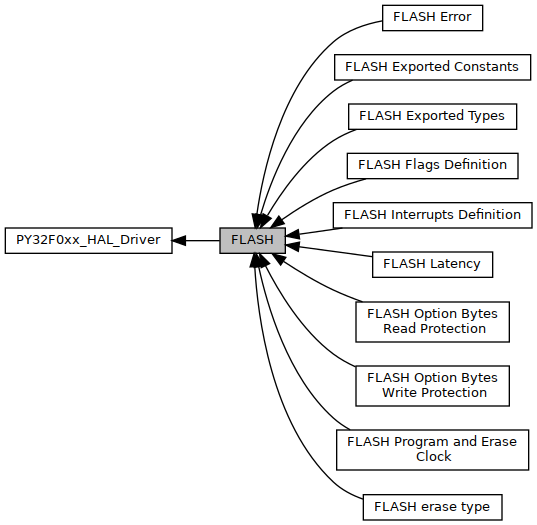 FLASH Error
FLASH Exported Constants
FLASH Exported Types
FLASH Flags Definition
FLASH Interrupts Definition
PY32F0xx_HAL_Driver
FLASH
FLASH Latency
FLASH Option Bytes
Read Protection
FLASH Option Bytes
Write Protection
FLASH Program and Erase
Clock
FLASH erase type